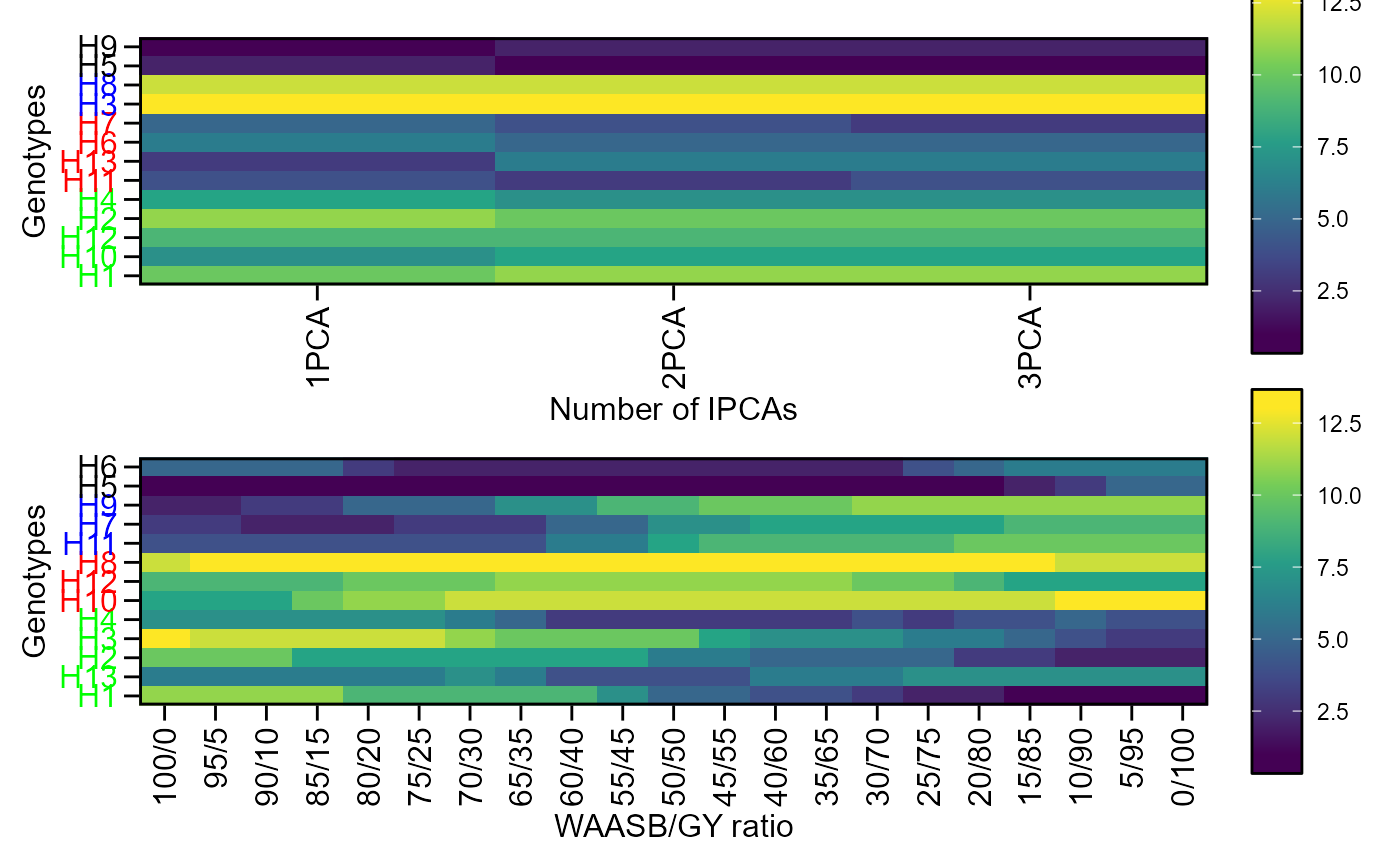 12.5
10.0
7.5
5.0
2.5
Genotypes
H9
H5
H8
H3
H7
H6
H13
H11
H4
H2
H12
H10
H1
1PCA
2PCA
3PCA
Number of IPCAs
12.5
10.0
7.5
5.0
2.5
Genotypes
H6
H5
H9
H7
H11
H8
H12
H10
H4
H3
H2
H13
H1
100/0
95/5
90/10
85/15
80/20
75/25
70/30
65/35
60/40
55/45
50/50
45/55
40/60
35/65
30/70
25/75
20/80
15/85
10/90
5/95
0/100
WAASB/GY ratio